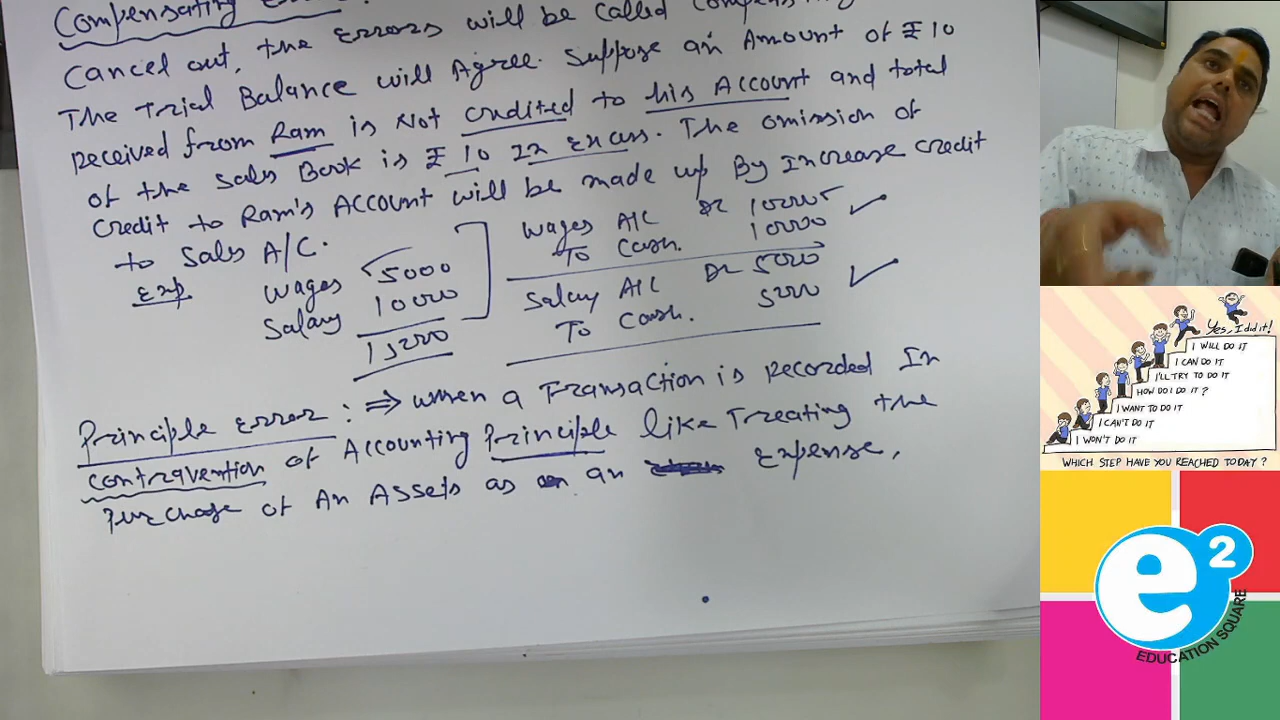 Compensating
Cancel out, the Errors will be called
The Trial Balance will Agree. Suppose an Amount of ₹ 10
received from Ram is Not credited to his Account and total
of the Sales Book is ₹ 10 In Excess. The omission of
Credit to Ram's Account will be made up By Increase credit
to Sales A/C.
Exp
Wages 5000
Salary 10000
15000
Wages A/C Dr
To Cash. 10000
Salary A/C Dr 5000
To Cash. 5000
Principle Error : ⇒ When a Transaction is Recorded In
contravention of Accounting Principle like Treating the
Purchase of An Assets as an Expense,
Yes, I did it!
I WILL DO IT
I CAN DO IT
I'LL TRY TO DO IT
HOW DO I DO IT ?
I WANT TO DO IT
I CAN'T DO IT
I WON'T DO IT
WHICH STEP HAVE YOU REACHED TODAY ?
e2
EDUCATION SQUARE